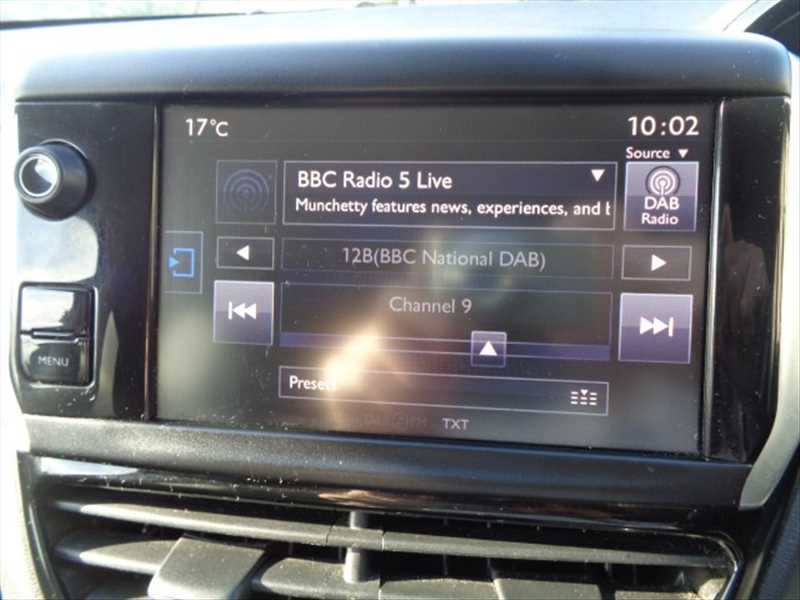 17°C
10:02
Source
BBC Radio 5 Live
Munchetty features news, experiences, and
DAB
Radio
12B(BBC National DAB)
Channel 9
MENU
Presets
TXT